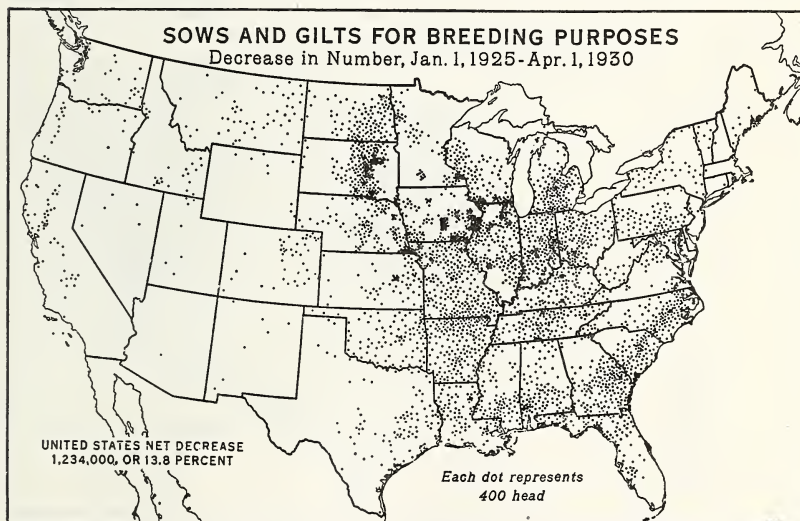 SOWS AND GILTS FOR BREEDING PURPOSES
Decrease in Number, Jan. 1, 1925-Apr. 1, 1930
UNITED STATES NET DECREASE
1,234,000, OR 13.8 PERCENT
Each dot represents
400 head